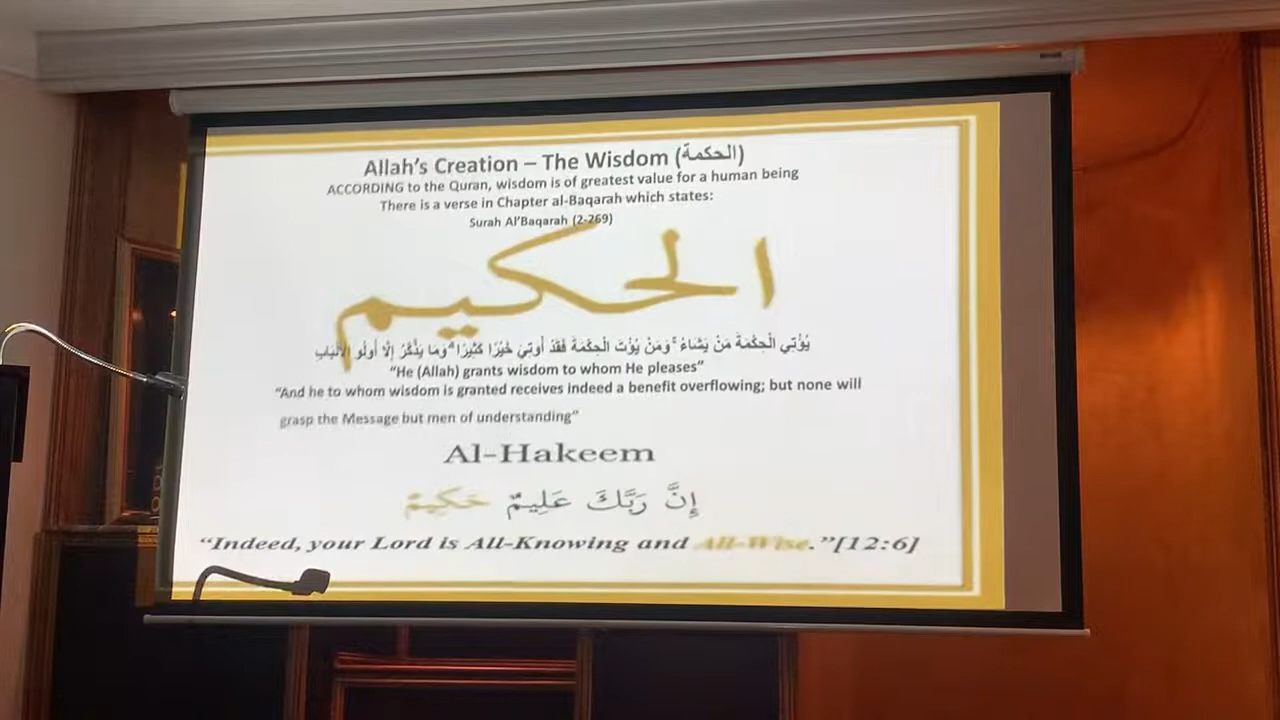 Allah's Creation – The Wisdom (الحكمة)
ACCORDING to the Quran, wisdom is of greatest value for a human being
There is a verse in Chapter al-Baqarah which states:
Surah Al'Baqarah (2-269)
الحكيم
يُؤْتِي الْحِكْمَةَ مَنْ يَشَاءُ ۚ وَمَنْ يُؤْتَ الْحِكْمَةَ فَقَدْ أُوتِيَ خَيْرًا كَثِيرًا ۗ وَمَا يَذَّكَّرُ إِلَّا أُولُو الْأَلْبَابِ
"He (Allah) grants wisdom to whom He pleases"
"And he to whom wisdom is granted receives indeed a benefit overflowing; but none will
grasp the Message but men of understanding"
Al-Hakeem
إِنَّ رَبَّكَ عَلِيمٌ حَكِيمٌ
"Indeed, your Lord is All-Knowing and All-Wise."[12:6]